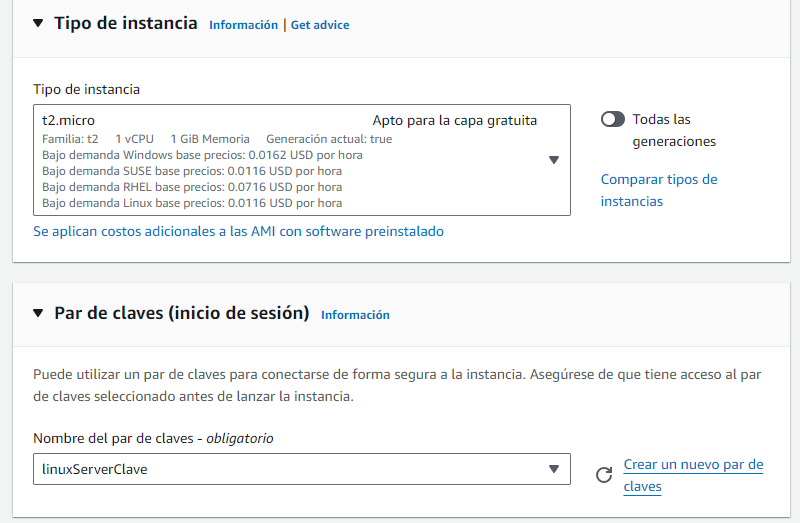 Tipo de instancia Información | Get advice
Tipo de instancia
t2.micro Apto para la capa gratuita
Familia: t2 1 vCPU 1 GiB Memoria Generación actual: true
Bajo demanda Windows base precios: 0.0162 USD por hora
Bajo demanda SUSE base precios: 0.0116 USD por hora
Bajo demanda RHEL base precios: 0.0716 USD por hora
Bajo demanda Linux base precios: 0.0116 USD por hora
Todas las
generaciones
Comparar tipos de
instancias
Se aplican costos adicionales a las AMI con software preinstalado
Par de claves (inicio de sesión) Información
Puede utilizar un par de claves para conectarse de forma segura a la instancia. Asegúrese de que tiene acceso al par
de claves seleccionado antes de lanzar la instancia.
Nombre del par de claves - obligatorio
linuxServerClave
Crear un nuevo par de
claves